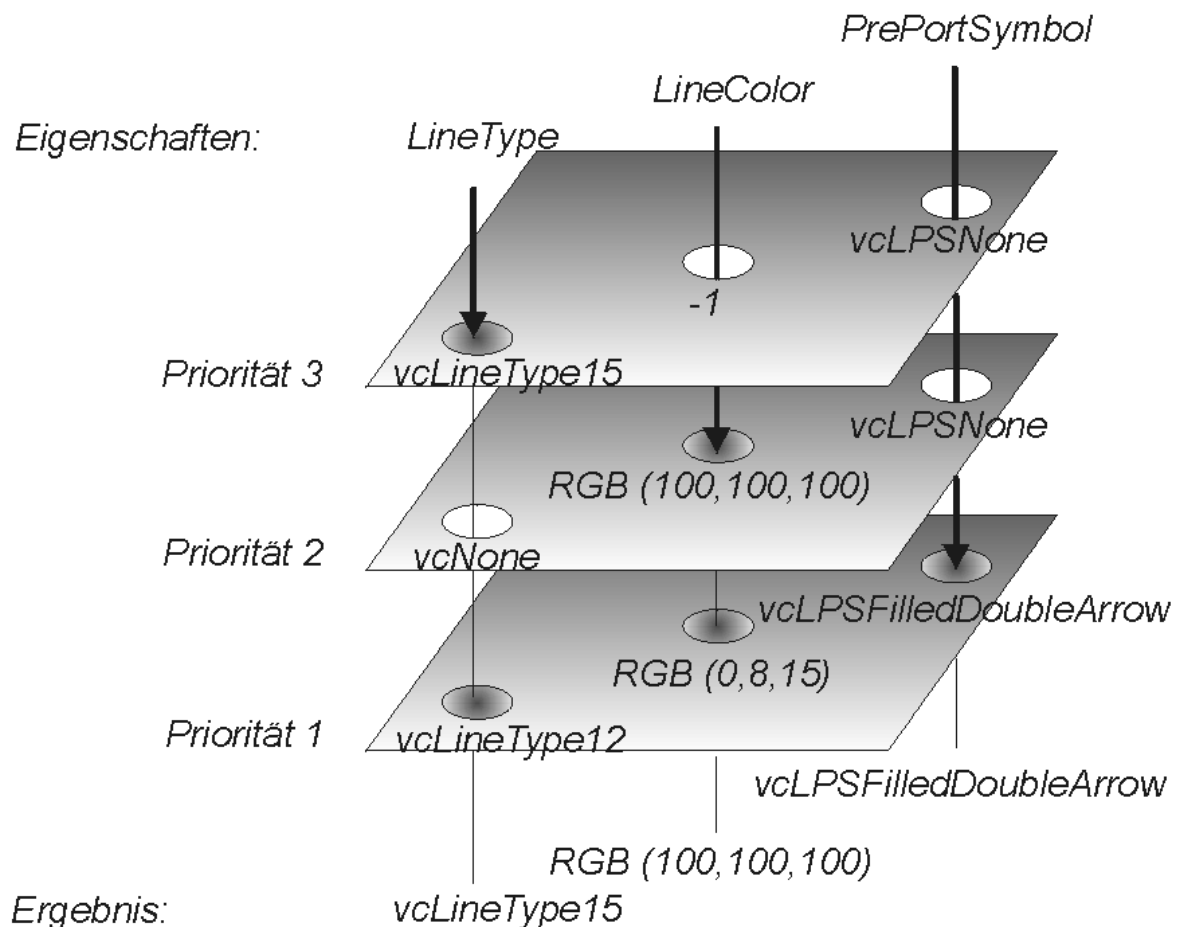 PrePortSymbol
LineColor
Eigenschaften:
LineType
vcLPSNone
-1
Priorität 3
vcLineType15
vcLPSNone
RGB (100,100,100)
Priorität 2
vcNone
vcLPSFilledDoubleArrow
RGB (0,8,15)
Priorität 1
vcLineType12
vcLPSFilledDoubleArrow
RGB (100,100,100)
Ergebnis:
vcLineType15